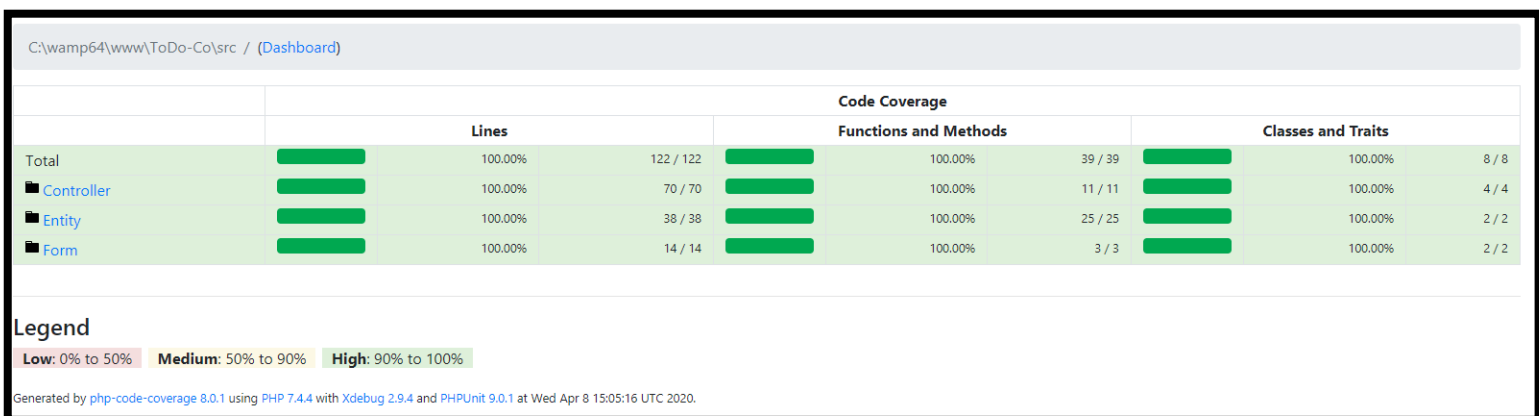 C:\wamp64\www\ToDo-Co\src / (Dashboard)
Code Coverage
Lines Functions and Methods Classes and Traits
Total 100.00% 122 / 122 100.00% 39 / 39 100.00% 8 / 8
Controller 100.00% 70 / 70 100.00% 11 / 11 100.00% 4 / 4
Entity 100.00% 38 / 38 100.00% 25 / 25 100.00% 2 / 2
Form 100.00% 14 / 14 100.00% 3 / 3 100.00% 2 / 2
Legend
Low: 0% to 50% Medium: 50% to 90% High: 90% to 100%
Generated by php-code-coverage 8.0.1 using PHP 7.4.4 with Xdebug 2.9.4 and PHPUnit 9.0.1 at Wed Apr 8 15:05:16 UTC 2020.